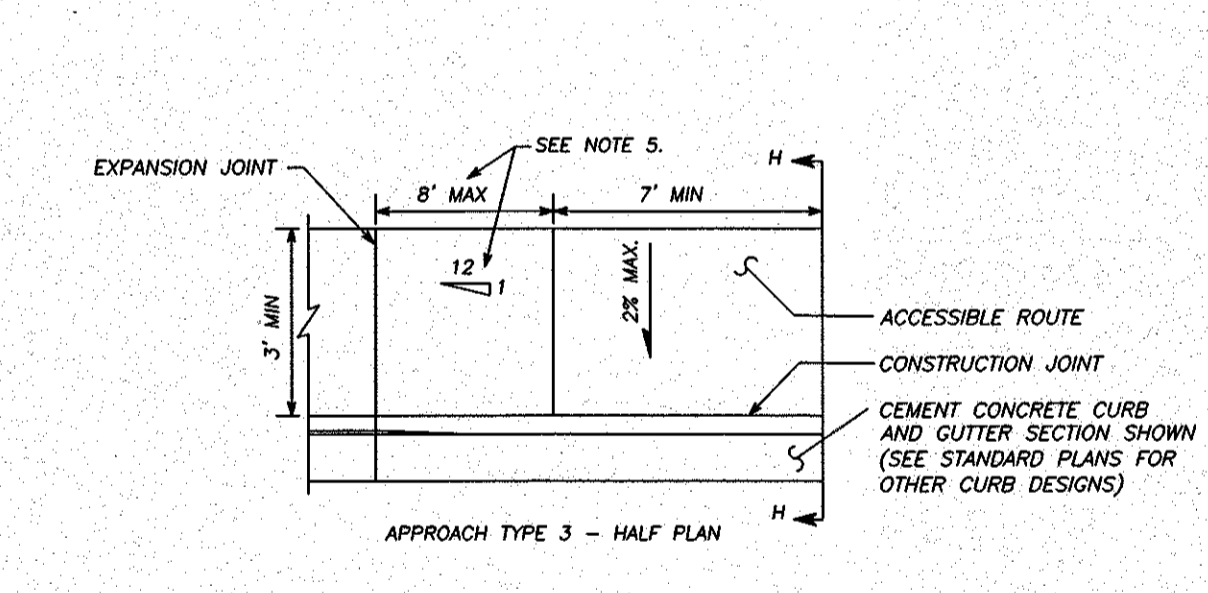 SEE NOTE 5.
EXPANSION JOINT
H
8' MAX
7' MIN
12
1
2% MAX.
3' MIN
ACCESSIBLE ROUTE
CONSTRUCTION JOINT
CEMENT CONCRETE CURB
AND GUTTER SECTION SHOWN
(SEE STANDARD PLANS FOR
OTHER CURB DESIGNS)
H
APPROACH TYPE 3 – HALF PLAN